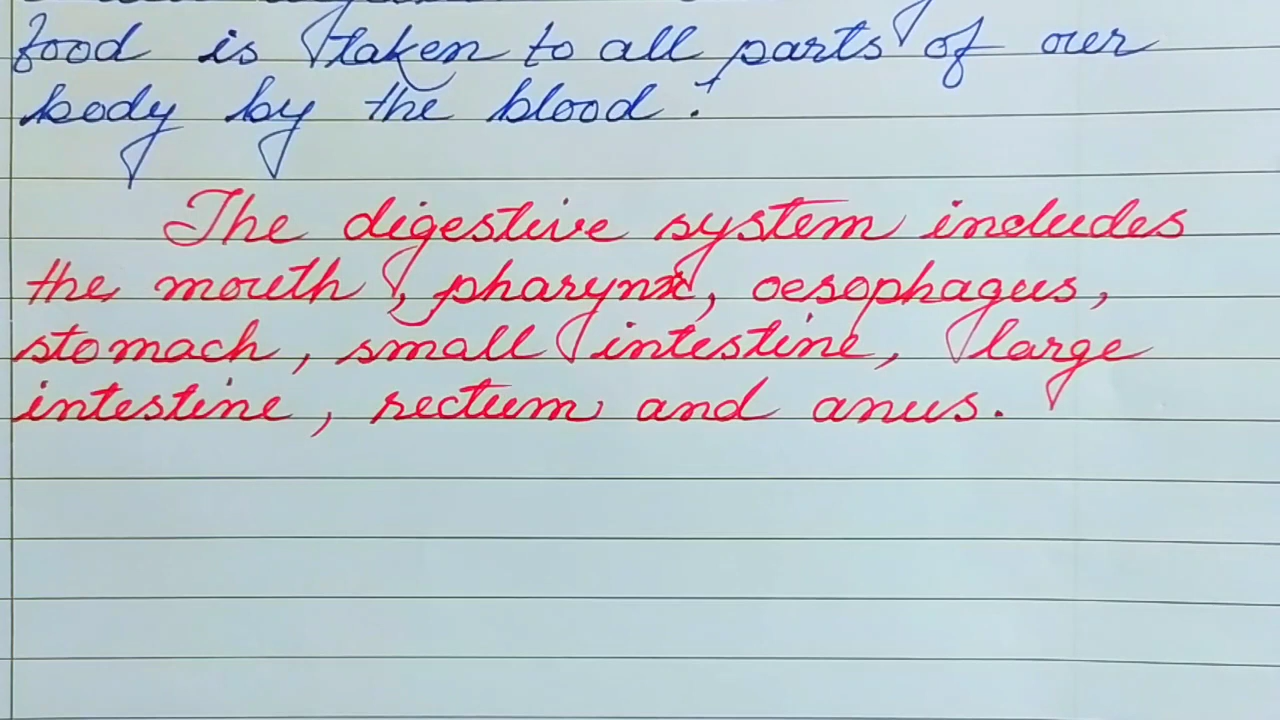 food is taken to all parts of our
body by the blood.
The digestive system includes
the mouth, pharynx, oesophagus,
stomach, small intestine, large
intestine, rectum and anus.